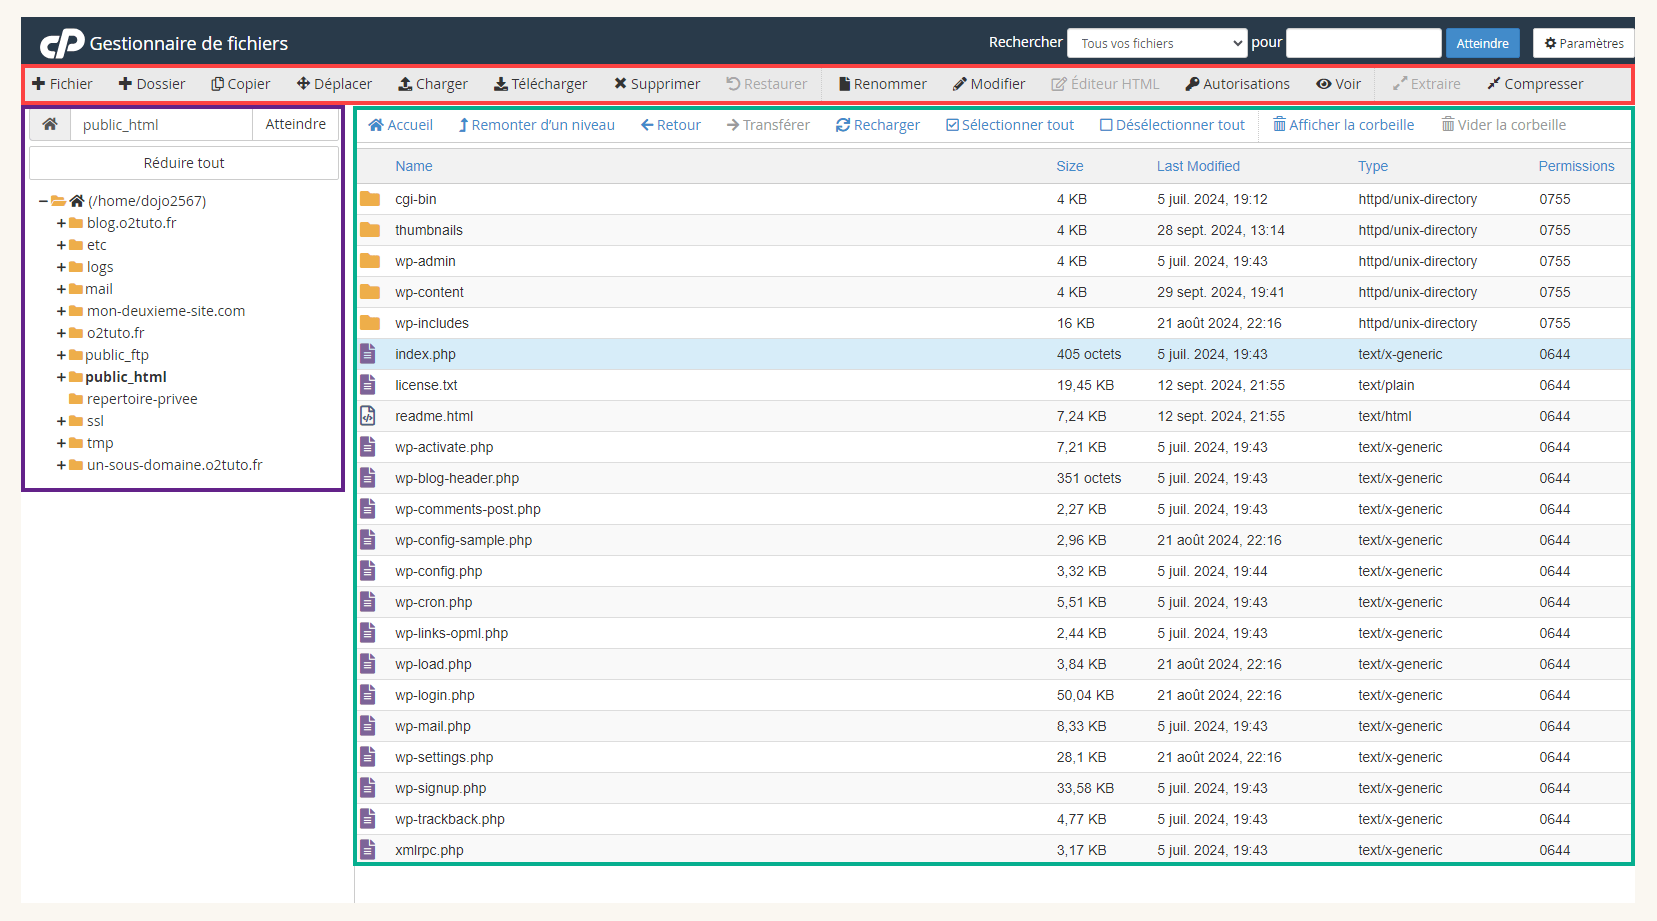 cP Gestionnaire de fichiers Rechercher Tous vos fichiers pour Atteindre Paramètres
Fichier Dossier Copier Déplacer Charger Télécharger Supprimer Restaurer Renommer Modifier Éditeur HTML Autorisations Voir Extraire Compresser
public_html Atteindre
Réduire tout
(/home/dojo2567)
blog.o2tuto.fr
etc
logs
mail
mon-deuxieme-site.com
o2tuto.fr
public_ftp
public_html
repertoire-privee
ssl
tmp
un-sous-domaine.o2tuto.fr
Accueil Remonter d’un niveau Retour Transférer Recharger Sélectionner tout Désélectionner tout Afficher la corbeille Vider la corbeille
Name Size Last Modified Type Permissions
cgi-bin 4 KB 5 juil. 2024, 19:12 httpd/unix-directory 0755
thumbnails 4 KB 28 sept. 2024, 13:14 httpd/unix-directory 0755
wp-admin 4 KB 5 juil. 2024, 19:43 httpd/unix-directory 0755
wp-content 4 KB 29 sept. 2024, 19:41 httpd/unix-directory 0755
wp-includes 16 KB 21 août 2024, 22:16 httpd/unix-directory 0755
index.php 405 octets 5 juil. 2024, 19:43 text/x-generic 0644
license.txt 19,45 KB 12 sept. 2024, 21:55 text/plain 0644
readme.html 7,24 KB 12 sept. 2024, 21:55 text/html 0644
wp-activate.php 7,21 KB 5 juil. 2024, 19:43 text/x-generic 0644
wp-blog-header.php 351 octets 5 juil. 2024, 19:43 text/x-generic 0644
wp-comments-post.php 2,27 KB 5 juil. 2024, 19:43 text/x-generic 0644
wp-config-sample.php 2,96 KB 21 août 2024, 22:16 text/x-generic 0644
wp-config.php 3,32 KB 5 juil. 2024, 19:44 text/x-generic 0644
wp-cron.php 5,51 KB 5 juil. 2024, 19:43 text/x-generic 0644
wp-links-opml.php 2,44 KB 5 juil. 2024, 19:43 text/x-generic 0644
wp-load.php 3,84 KB 21 août 2024, 22:16 text/x-generic 0644
wp-login.php 50,04 KB 21 août 2024, 22:16 text/x-generic 0644
wp-mail.php 8,33 KB 5 juil. 2024, 19:43 text/x-generic 0644
wp-settings.php 28,1 KB 21 août 2024, 22:16 text/x-generic 0644
wp-signup.php 33,58 KB 5 juil. 2024, 19:43 text/x-generic 0644
wp-trackback.php 4,77 KB 5 juil. 2024, 19:43 text/x-generic 0644
xmlrpc.php 3,17 KB 5 juil. 2024, 19:43 text/x-generic 0644